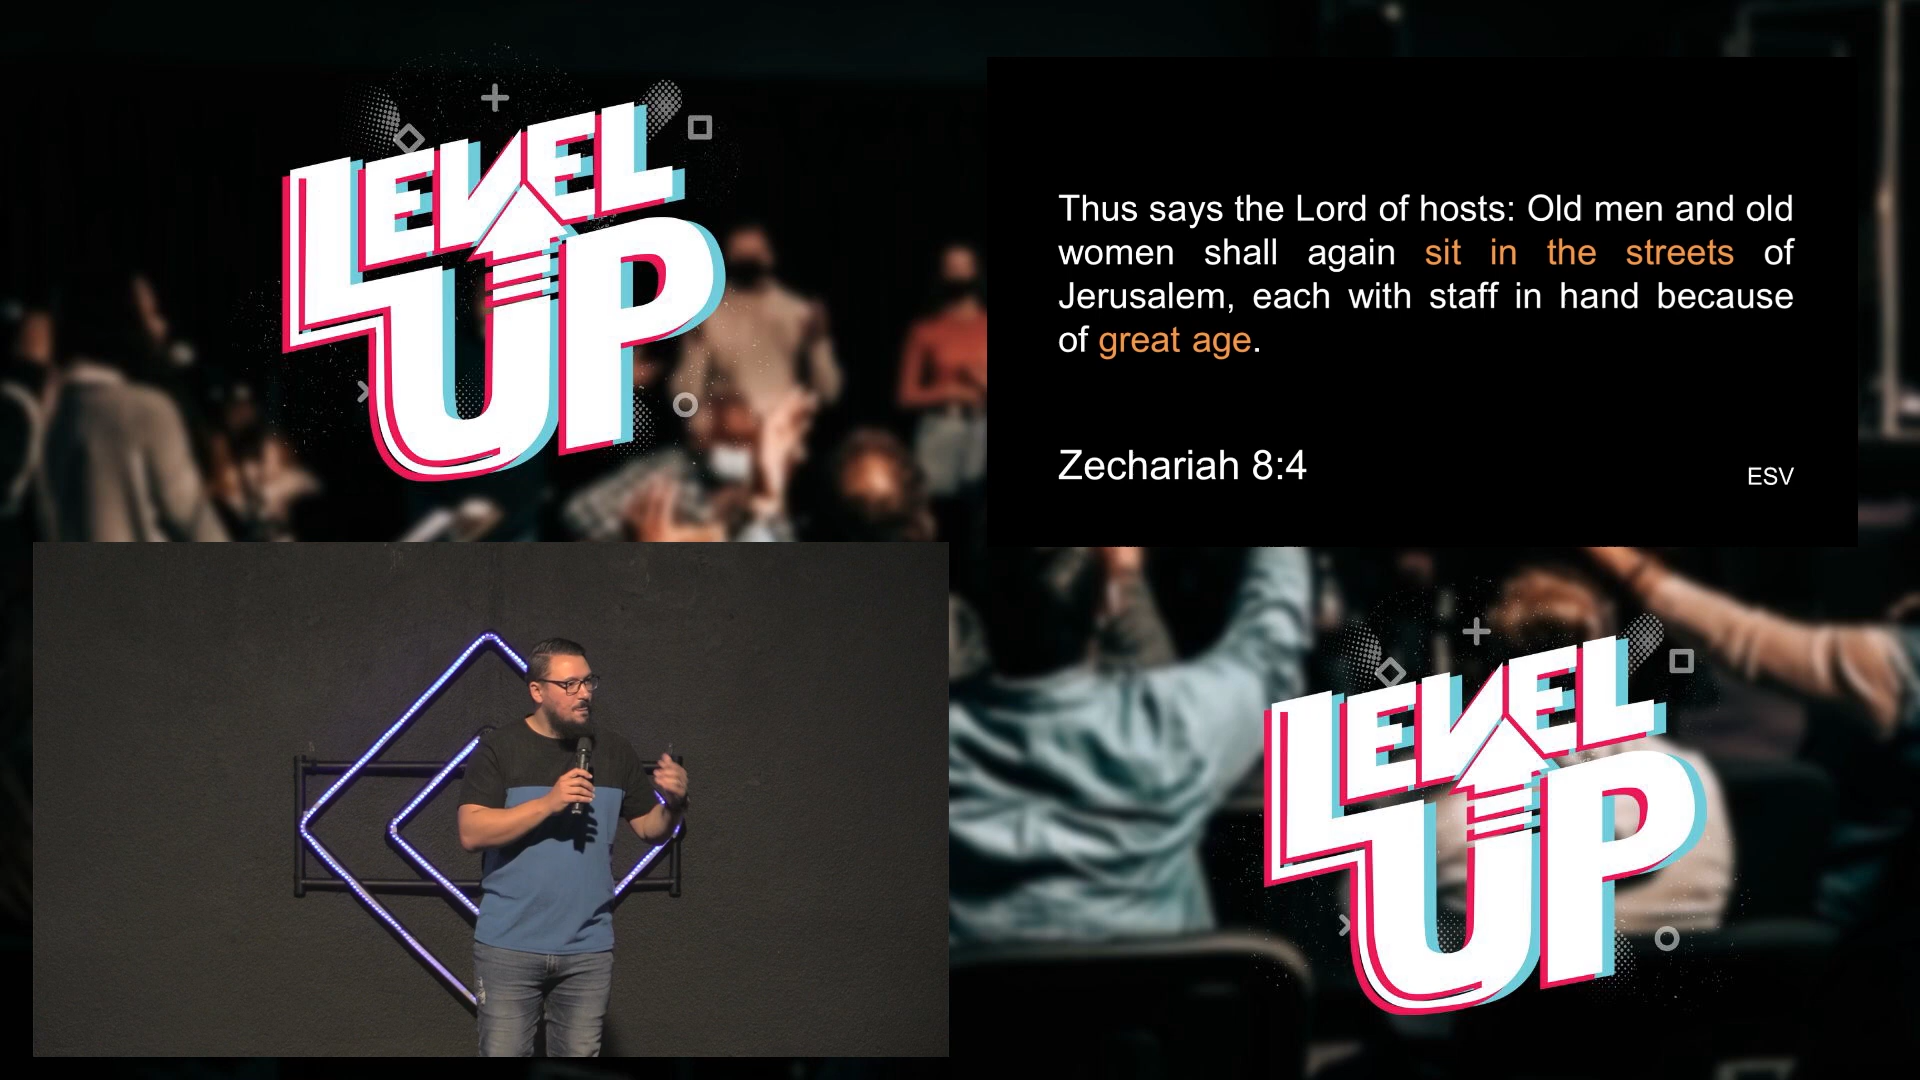 LEVEL
UP
Thus says the Lord of hosts: Old men and old
women shall again sit in the streets of
Jerusalem, each with staff in hand because
of great age.
Zechariah 8:4
ESV
LEVEL
UP